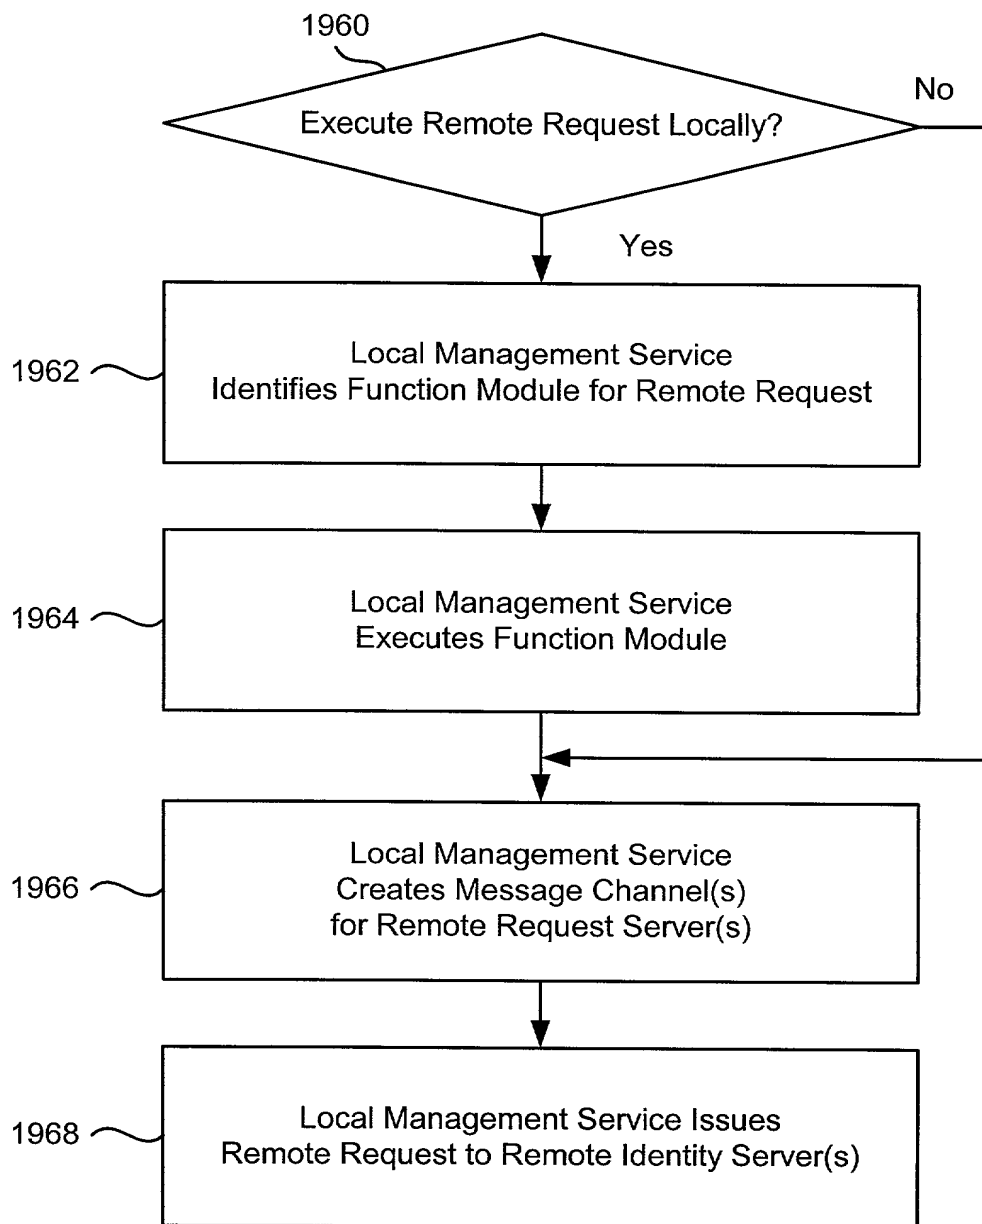 1960
No
Execute Remote Request Locally?
Yes
1962
Local Management Service
Identifies Function Module for Remote Request
1964
Local Management Service
Executes Function Module
1966
Local Management Service
Creates Message Channel(s)
for Remote Request Server(s)
1968
Local Management Service Issues
Remote Request to Remote Identity Server(s)